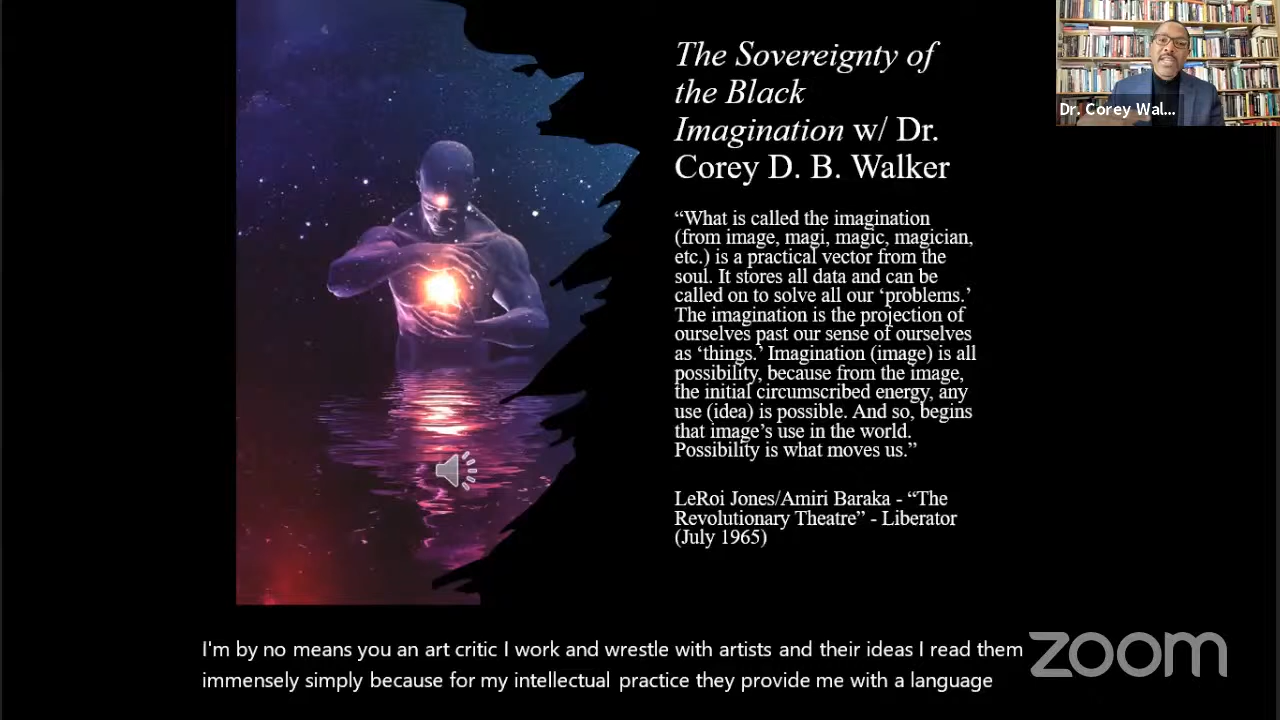 The Sovereignty of
the Black
Imagination w/ Dr.
Corey D. B. Walker
“What is called the imagination
(from image, magi, magic, magician,
etc.) is a practical vector from the
soul. It stores all data and can be
called on to solve all our ‘problems.’
The imagination is the projection of
ourselves past our sense of ourselves
as ‘things.’ Imagination (image) is all
possibility, because from the image,
the initial circumscribed energy, any
use (idea) is possible. And so, begins
that image’s use in the world.
Possibility is what moves us.”
LeRoi Jones/Amiri Baraka - “The
Revolutionary Theatre” - Liberator
(July 1965)
Dr. Corey Wal...
I'm by no means you an art critic I work and wrestle with artists and their ideas I read them
immensely simply because for my intellectual practice they provide me with a language
zoom